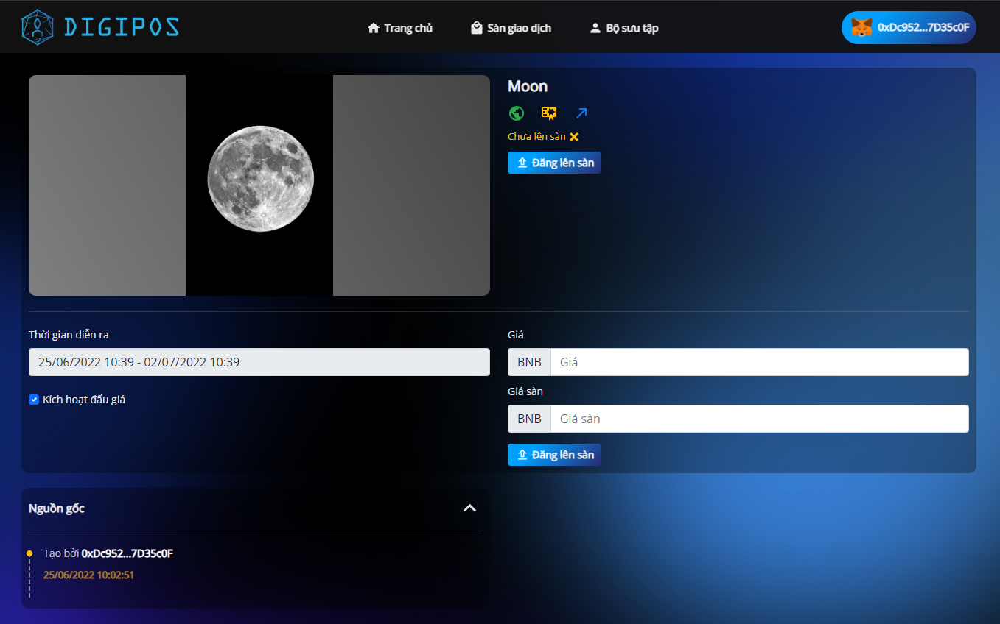 DIGIPOS
Trang chủ
Sàn giao dịch
Bộ sưu tập
0xDc952...7D35c0F
Moon
Chưa lên sàn
Đăng lên sàn
Thời gian diễn ra
25/06/2022 10:39 - 02/07/2022 10:39
Kích hoạt đấu giá
Giá
BNB Giá
Giá sàn
BNB Giá sàn
Đăng lên sàn
Nguồn gốc
Tạo bởi 0xDc952...7D35c0F
25/06/2022 10:02:51